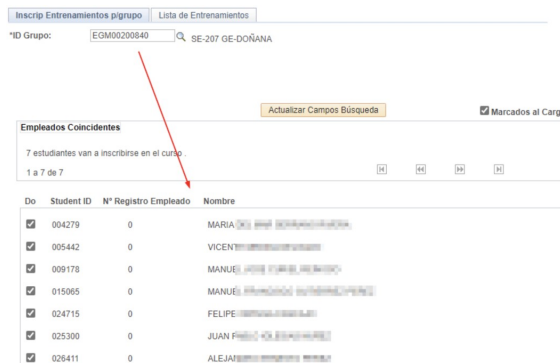 Inscrip Entrenamientos p/grupo Lista de Entrenamientos
*ID Grupo: EGM00200840 SE-207 GE-DOÑANA
Actualizar Campos Búsqueda Marcados al Carg
Empleados Coincidentes
7 estudiantes van a inscribirse en el curso .
1 a 7 de 7
Do Student ID Nº Registro Empleado Nombre
004279 0 MARIA
005442 0 VICENT
009178 0 MANUE
015065 0 MANUE
024715 0 FELIPE
025300 0 JUAN
026411 0 ALEJAN